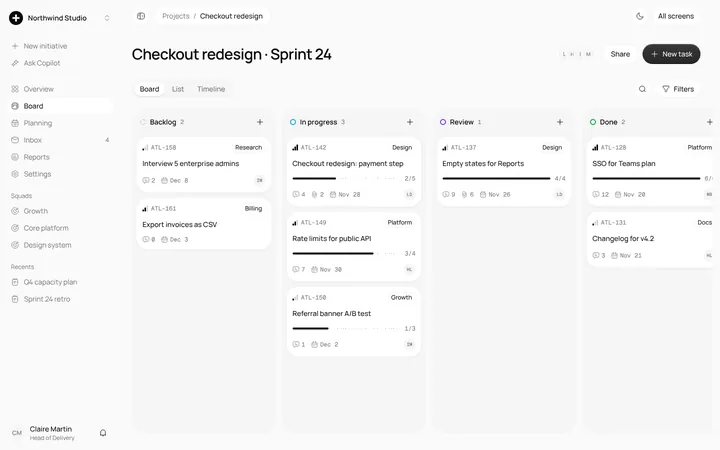 Northwind Studio
New initiative
Ask Copilot
Overview
Board
Planning
Inbox 4
Reports
Settings
Squads
Growth
Core platform
Design system
Recents
Q4 capacity plan
Sprint 24 retro
CM
Claire Martin
Head of Delivery
Projects / Checkout redesign
All screens
Checkout redesign · Sprint 24
Share
New task
Board List Timeline
Filters
Backlog 2
ATL-158 Research
Interview 5 enterprise admins
2 Dec 8
ATL-161 Billing
Export invoices as CSV
0 Dec 3
In progress 3
ATL-142 Design
Checkout redesign: payment step
2/5
4 2 Nov 28
LD
ATL-149 Platform
Rate limits for public API
3/4
7 Nov 30
HL
ATL-150 Growth
Referral banner A/B test
1/3
1 Dec 2
Review 1
ATL-137 Design
Empty states for Reports
4/4
9 6 Nov 26
LD
Done 2
ATL-128 Platform
SSO for Teams plan
12 Nov 20
ATL-131 Docs
Changelog for v4.2
3 Nov 21